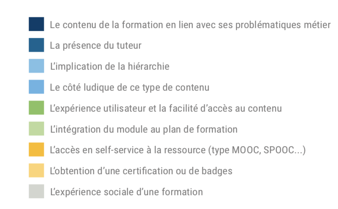 Le contenu de la formation en lien avec ses problématiques métier
La présence du tuteur
L'implication de la hiérarchie
Le côté ludique de ce type de contenu
L'expérience utilisateur et la facilité d'accès au contenu
L'intégration du module au plan de formation
L'accès en self-service à la ressource (type MOOC, SPOOC...)
L'obtention d'une certification ou de badges
L'expérience sociale d'une formation